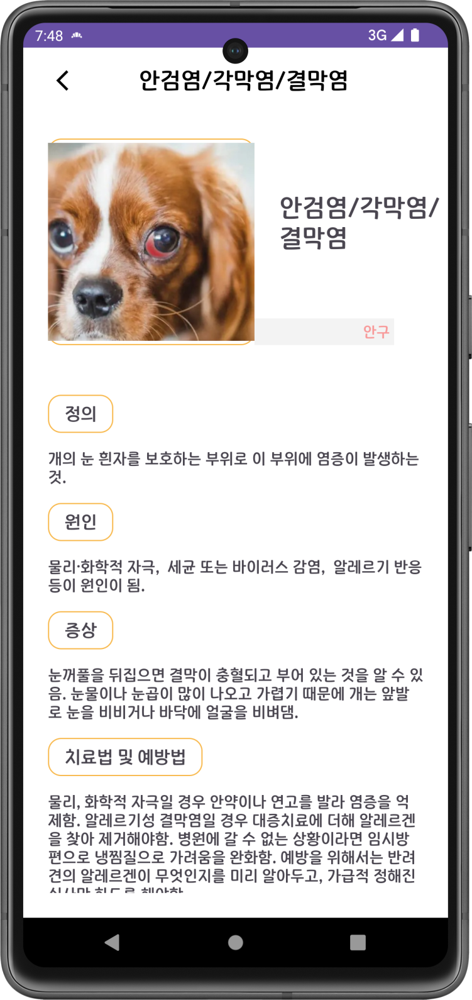 7:48
3G
안검염/각막염/결막염
안검염/각막염/
결막염
안구
정의
개의 눈 흰자를 보호하는 부위로 이 부위에 염증이 발생하는
것.
원인
물리·화학적 자극, 세균 또는 바이러스 감염, 알레르기 반응
등이 원인이 됨.
증상
눈꺼풀을 뒤집으면 결막이 충혈되고 부어 있는 것을 알 수 있
음. 눈물이나 눈곱이 많이 나오고 가렵기 때문에 개는 앞발
로 눈을 비비거나 바닥에 얼굴을 비벼댐.
치료법 및 예방법
물리, 화학적 자극일 경우 안약이나 연고를 발라 염증을 억
제함. 알레르기성 결막염일 경우 대증치료에 더해 알레르겐
을 찾아 제거해야함. 병원에 갈 수 없는 상황이라면 임시방
편으로 냉찜질으로 가려움을 완화함. 예방을 위해서는 반려
견의 알레르겐이 무엇인지를 미리 알아두고, 가급적 정해진